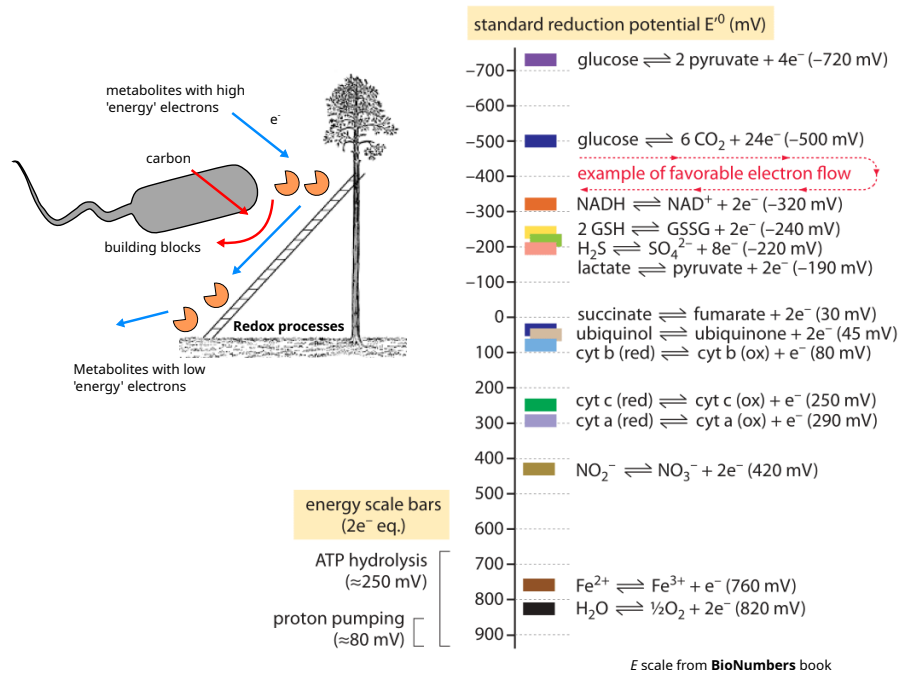 standard reduction potential E′⁰ (mV)
metabolites with high
'energy' electrons
e⁻
carbon
building blocks
Redox processes
Metabolites with low
'energy' electrons
–700
–600
–500
–400
–300
–200
–100
0
100
200
300
400
500
600
700
800
900
glucose ⇌ 2 pyruvate + 4e⁻ (–720 mV)
glucose ⇌ 6 CO₂ + 24e⁻ (–500 mV)
example of favorable electron flow
NADH ⇌ NAD⁺ + 2e⁻ (–320 mV)
2 GSH ⇌ GSSG + 2e⁻ (–240 mV)
H₂S ⇌ SO₄²⁻ + 8e⁻ (–220 mV)
lactate ⇌ pyruvate + 2e⁻ (–190 mV)
succinate ⇌ fumarate + 2e⁻ (30 mV)
ubiquinol ⇌ ubiquinone + 2e⁻ (45 mV)
cyt b (red) ⇌ cyt b (ox) + e⁻ (80 mV)
cyt c (red) ⇌ cyt c (ox) + e⁻ (250 mV)
cyt a (red) ⇌ cyt a (ox) + e⁻ (290 mV)
NO₂⁻ ⇌ NO₃⁻ + 2e⁻ (420 mV)
Fe²⁺ ⇌ Fe³⁺ + e⁻ (760 mV)
H₂O ⇌ ½O₂ + 2e⁻ (820 mV)
energy scale bars
(2e⁻ eq.)
ATP hydrolysis
(≈250 mV)
proton pumping
(≈80 mV)
E scale from BioNumbers book